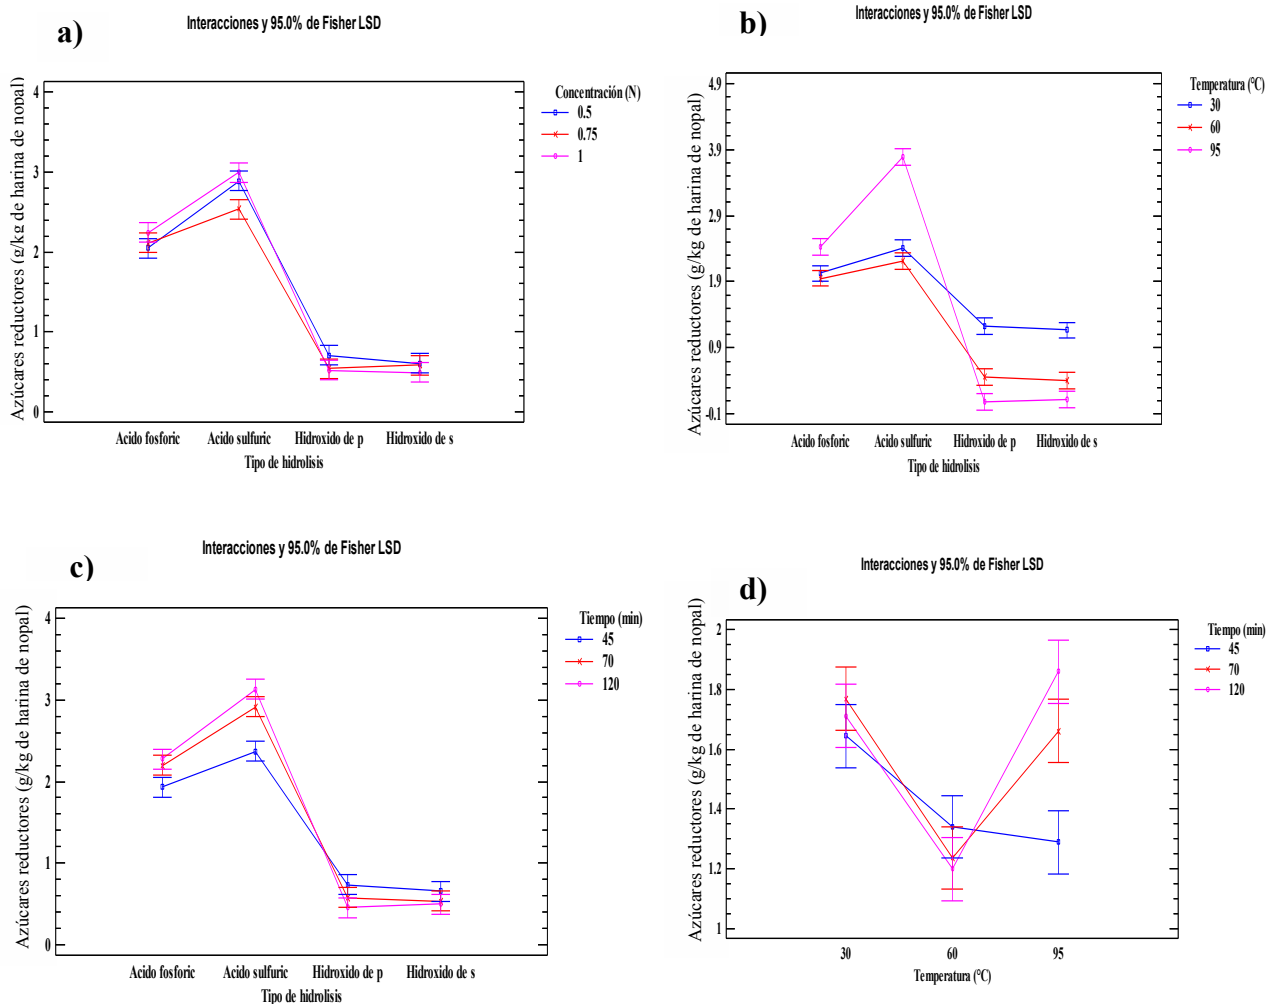 a)
Interacciones y 95.0% de Fisher LSD
Azúcares reductores (g/kg de harina de nopal)
4
3
2
1
0
Acido fosforic
Acido sulfuric
Hidroxido de p
Hidroxido de s
Tipo de hidrolisis
Concentración (N)
0.5
0.75
1
b)
Interacciones y 95.0% de Fisher LSD
Azúcares reductores (g/kg de harina de nopal)
4.9
3.9
2.9
1.9
0.9
-0.1
Acido fosforic
Acido sulfuric
Hidroxido de p
Hidroxido de s
Tipo de hidrolisis
Temperatura (°C)
30
60
95
c)
Interacciones y 95.0% de Fisher LSD
Azúcares reductores (g/kg de harina de nopal)
4
3
2
1
0
Acido fosforic
Acido sulfuric
Hidroxido de p
Hidroxido de s
Tipo de hidrolisis
Tiempo (min)
45
70
120
d)
Interacciones y 95.0% de Fisher LSD
Azúcares reductores (g/kg de harina de nopal)
2
1.8
1.6
1.4
1.2
1
30
60
95
Temperatura (°C)
Tiempo (min)
45
70
120